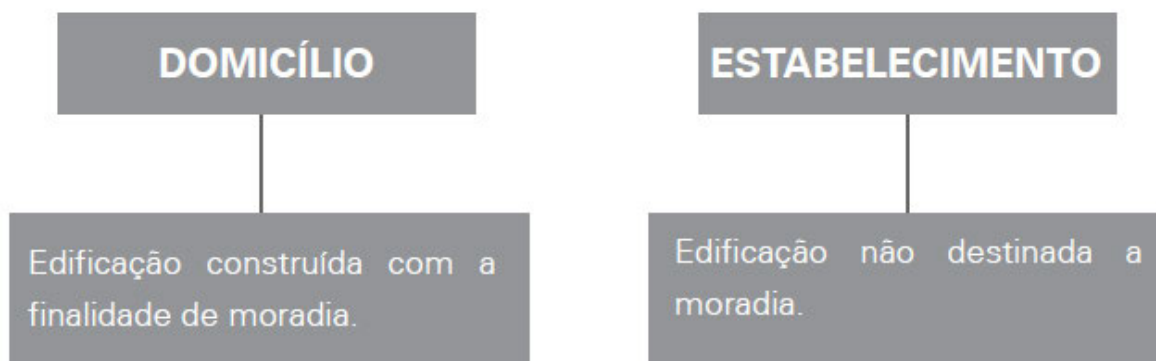 DOMICÍLIO
Edificação construída com a
finalidade de moradia.
ESTABELECIMENTO
Edificação não destinada a
moradia.